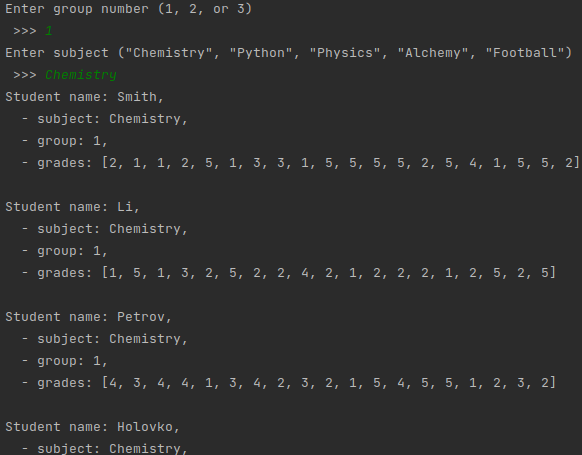 Enter group number (1, 2, or 3)
>>> 1
Enter subject ("Chemistry", "Python", "Physics", "Alchemy", "Football")
>>> Chemistry
Student name: Smith,
- subject: Chemistry,
- group: 1,
- grades: [2, 1, 1, 2, 5, 1, 3, 3, 1, 5, 5, 5, 5, 2, 5, 4, 1, 5, 5, 2]
Student name: Li,
- subject: Chemistry,
- group: 1,
- grades: [1, 5, 1, 3, 2, 5, 2, 2, 4, 2, 1, 2, 2, 2, 1, 2, 5, 2, 5]
Student name: Petrov,
- subject: Chemistry,
- group: 1,
- grades: [4, 3, 4, 4, 1, 3, 4, 2, 3, 2, 1, 5, 4, 5, 5, 1, 2, 3, 2]
Student name: Holovko,
- subject: Chemistry,